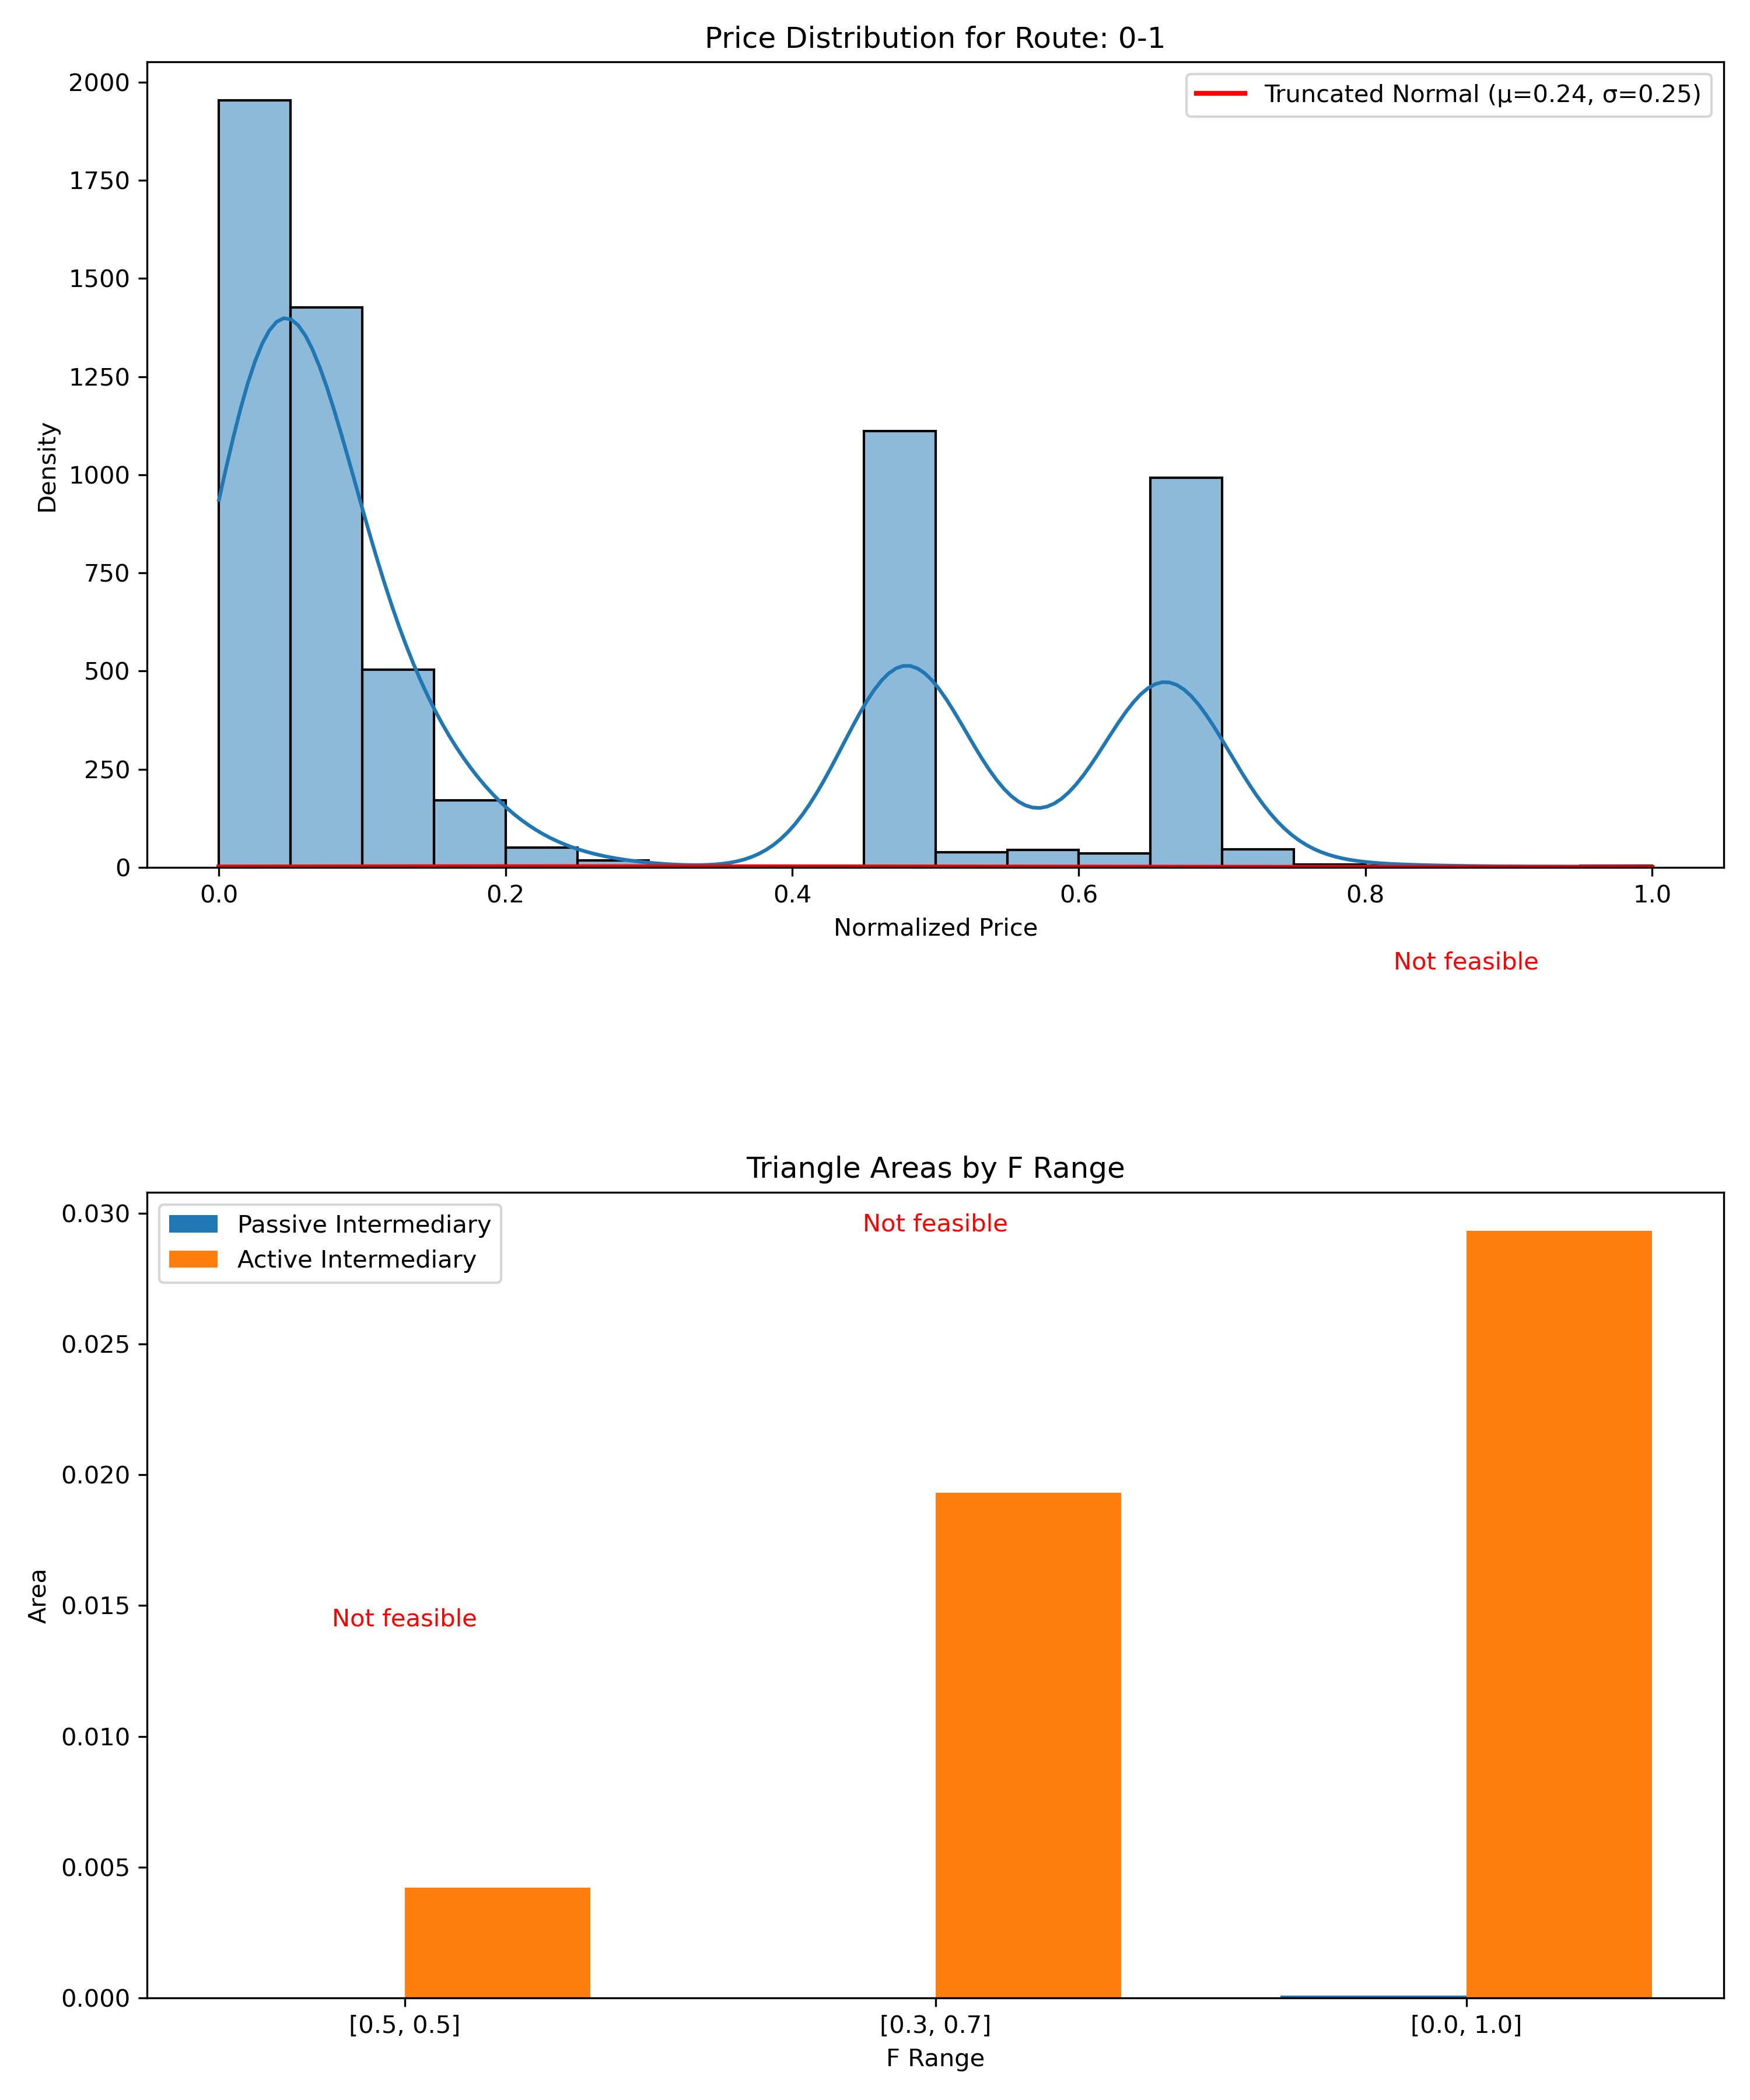 Price Distribution for Route: 0-1
Truncated Normal (μ=0.24, σ=0.25)
Density
2000
1750
1500
1250
1000
750
500
250
0
0.0 0.2 0.4 0.6 0.8 1.0
Normalized Price
Not feasible
Triangle Areas by F Range
Passive Intermediary
Active Intermediary
Not feasible
Not feasible
Area
0.030
0.025
0.020
0.015
0.010
0.005
0.000
[0.5, 0.5] [0.3, 0.7] [0.0, 1.0]
F Range